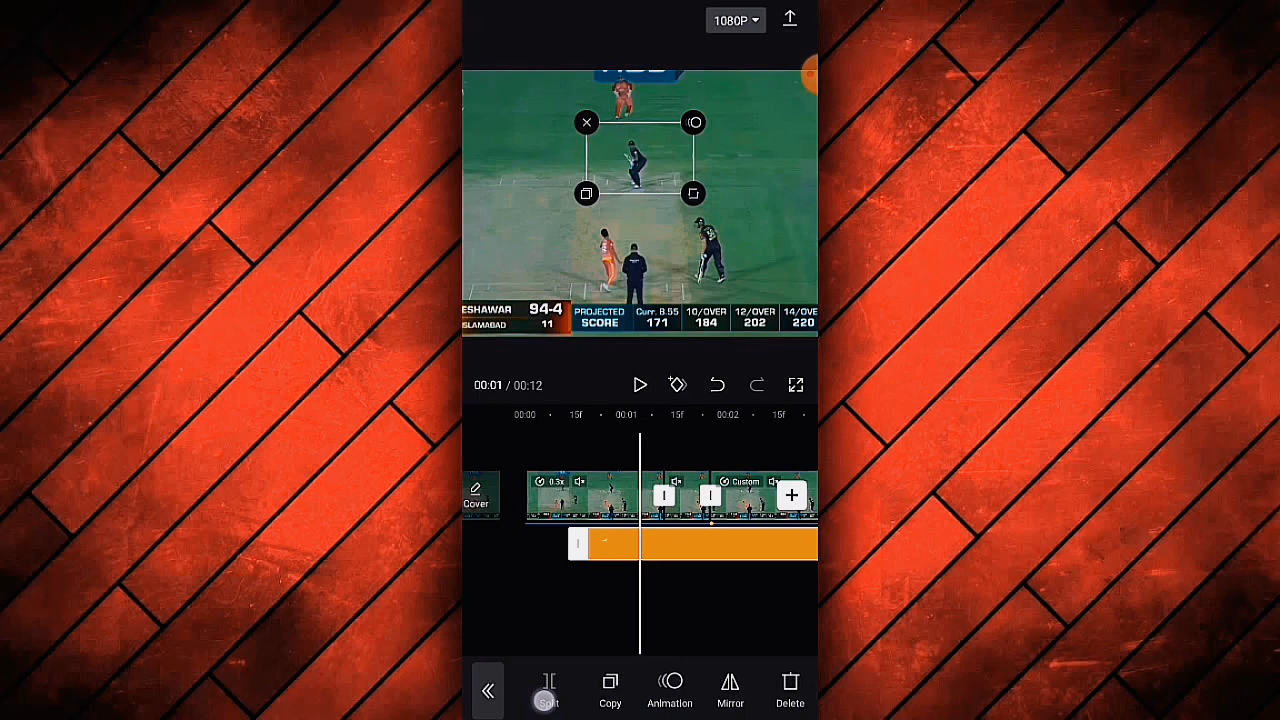 1080P
ESHAWAR 94-4
SLAMABAD 11
PROJECTED SCORE
Curr. 8.55 171
10/OVER 184
12/OVER 202
14/OVE 220
00:01 / 00:12
00:00 15f 00:01 15f 00:02 15f
0.3x
Custom
Cover
Split
Copy
Animation
Mirror
Delete